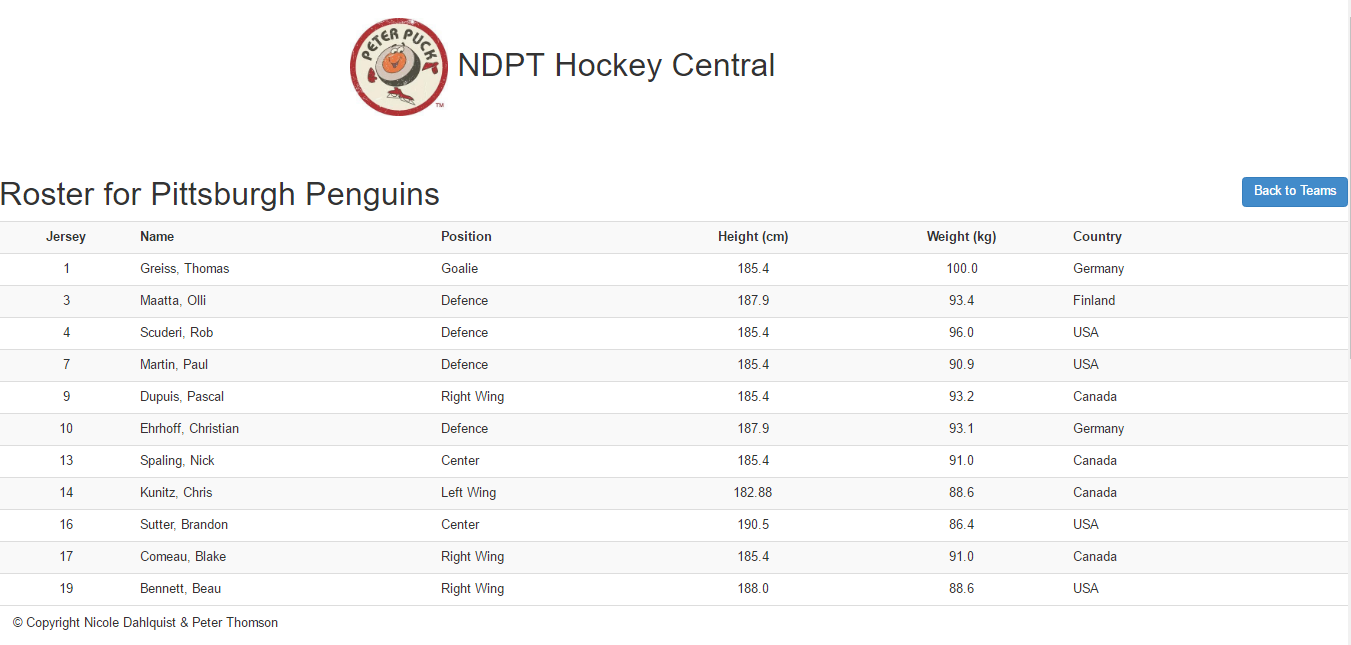 PETER PUCK
TM
NDPT Hockey Central
Roster for Pittsburgh Penguins
Back to Teams
Jersey Name Position Height (cm) Weight (kg) Country
1 Greiss, Thomas Goalie 185.4 100.0 Germany
3 Maatta, Olli Defence 187.9 93.4 Finland
4 Scuderi, Rob Defence 185.4 96.0 USA
7 Martin, Paul Defence 185.4 90.9 USA
9 Dupuis, Pascal Right Wing 185.4 93.2 Canada
10 Ehrhoff, Christian Defence 187.9 93.1 Germany
13 Spaling, Nick Center 185.4 91.0 Canada
14 Kunitz, Chris Left Wing 182.88 88.6 Canada
16 Sutter, Brandon Center 190.5 86.4 USA
17 Comeau, Blake Right Wing 185.4 91.0 Canada
19 Bennett, Beau Right Wing 188.0 88.6 USA
© Copyright Nicole Dahlquist & Peter Thomson